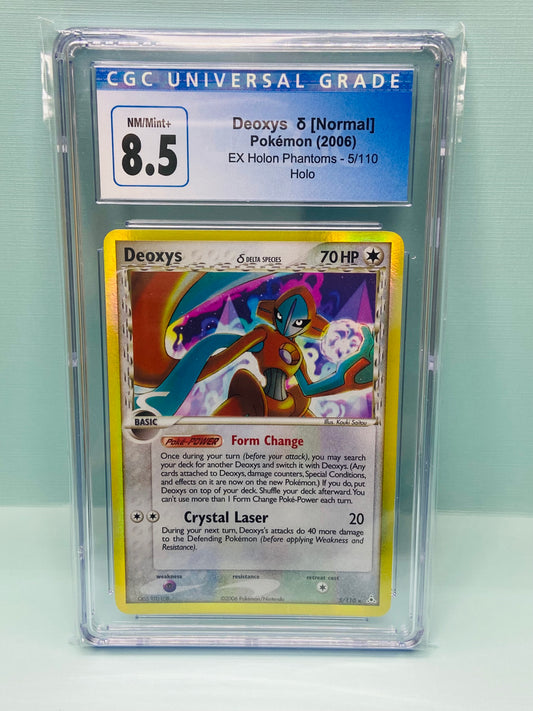 CGC UNIVERSAL GRADE
NM/Mint+
8.5
Deoxys δ [Normal]
Pokémon (2006)
EX Holon Phantoms - 5/110
Holo
Deoxys δ DELTA SPECIES 70 HP
BASIC
Illus. Kouki Saitou
Poké-POWER Form Change
Once during your turn (before your attack), you may search
your deck for another Deoxys and switch it with Deoxys. (Any
cards attached to Deoxys, damage counters, Special Conditions,
and effects on it are now on the new Pokémon.) If you do, put
Deoxys on top of your deck. Shuffle your deck afterward. You
can't use more than 1 Form Change Poké-Power each turn.
Crystal Laser 20
During your next turn, Deoxys's attacks do 40 more damage
to the Defending Pokémon (before applying Weakness and
Resistance).
weakness resistance retreat cost
©2006 Pokémon/Nintendo
5/110